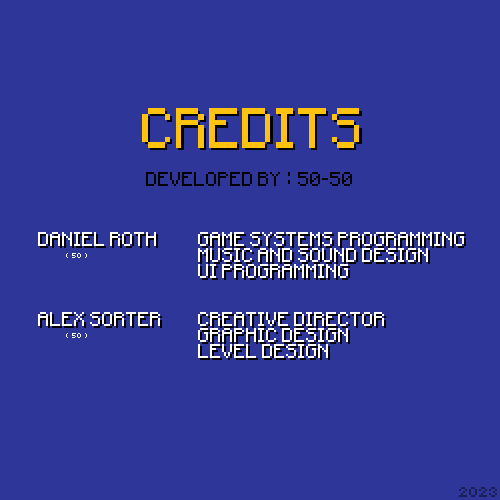 CREDITS
DEVELOPED BY : 50-50
DANIEL ROTH
(50)
GAME SYSTEMS PROGRAMMING
MUSIC AND SOUND DESIGN
UI PROGRAMMING
ALEX SORTER
(50)
CREATIVE DIRECTOR
GRAPHIC DESIGN
LEVEL DESIGN
2023